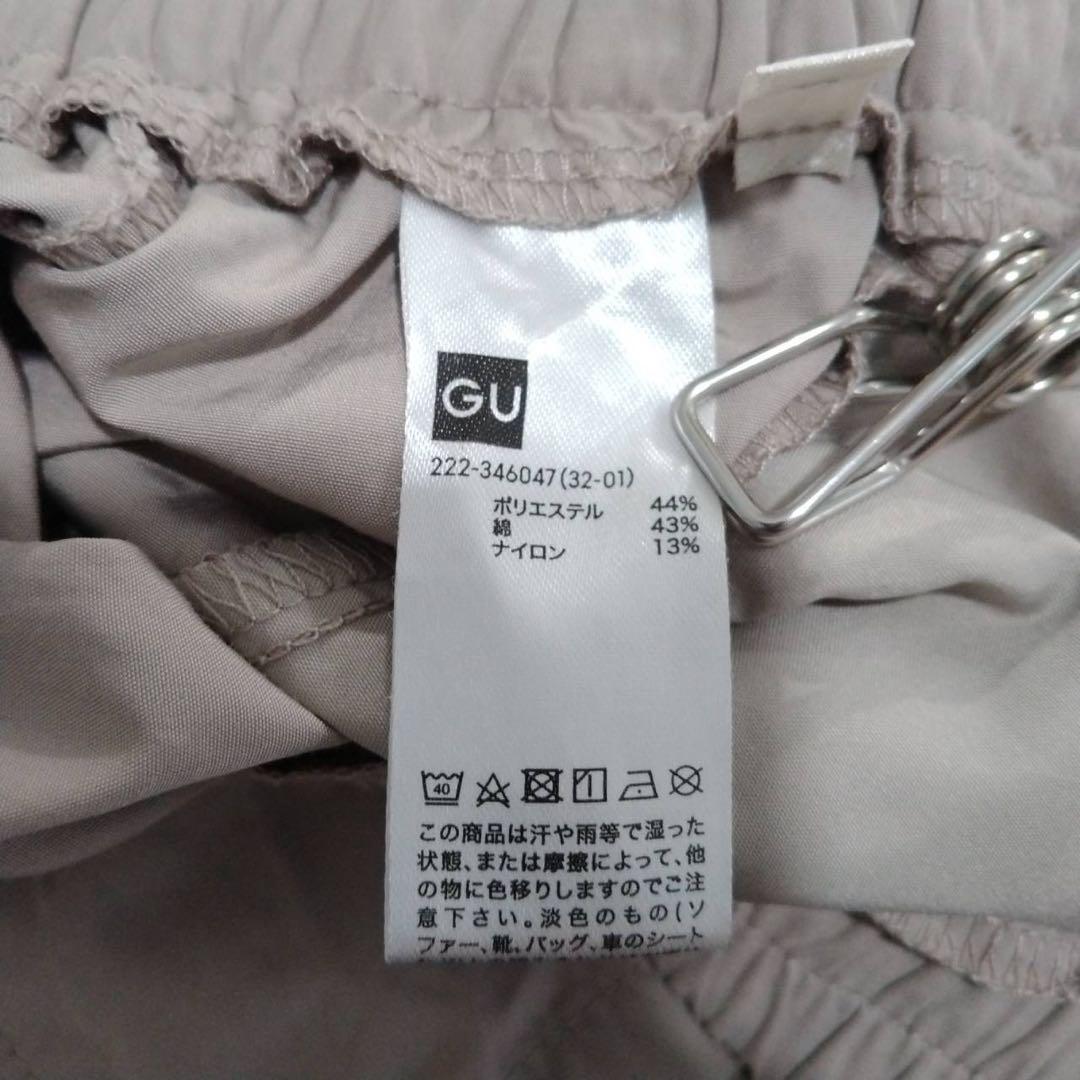 GU
222-346047(32-01)
ポリエステル 44%
綿 43%
ナイロン 13%
40
この商品は汗や雨等で湿った
状態、または摩擦によって、他
の物に色移りしますのでご注
意下さい。淡色のもの(ソ
ファー、靴、バッグ、車のシート